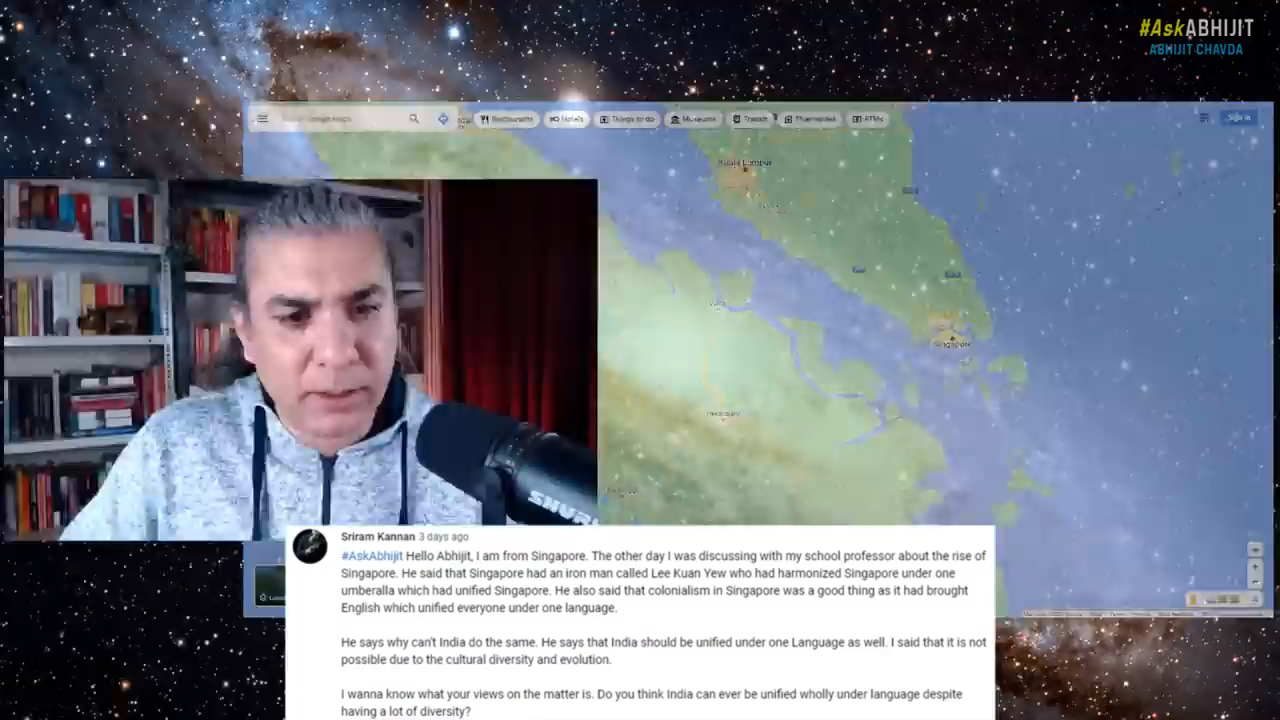 #AskABHIJIT
ABHIJIT CHAVDA
Restaurants
Hotels
Things to do
Museums
Transit
Pharmacies
ATMs
Sign in
Kuala Lumpur
Singapore
SHURE
Sriram Kannan 3 days ago
#AskAbhijit Hello Abhijit, I am from Singapore. The other day I was discussing with my school professor about the rise of
Singapore. He said that Singapore had an iron man called Lee Kuan Yew who had harmonized Singapore under one
umberalla which had unified Singapore. He also said that colonialism in Singapore was a good thing as it had brought
English which unified everyone under one language.
He says why can't India do the same. He says that India should be unified under one Language as well. I said that it is not
possible due to the cultural diversity and evolution.
I wanna know what your views on the matter is. Do you think India can ever be unified wholly under language despite
having a lot of diversity?